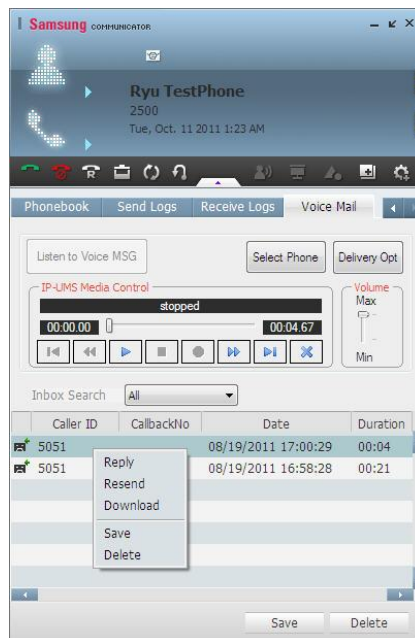 Samsung COMMUNICATOR
Ryu TestPhone
2500
Tue, Oct. 11 2011 1:23 AM
R
Phonebook Send Logs Receive Logs Voice Mail
Listen to Voice MSG Select Phone Delivery Opt
IP-UMS Media Control Volume
stopped Max
00:00.00 00:04.67
Min
Inbox Search All
Caller ID CallbackNo Date Duration
5051 08/19/2011 17:00:29 00:04
5051 08/19/2011 16:58:28 00:21
Reply
Resend
Download
Save
Delete
Save Delete